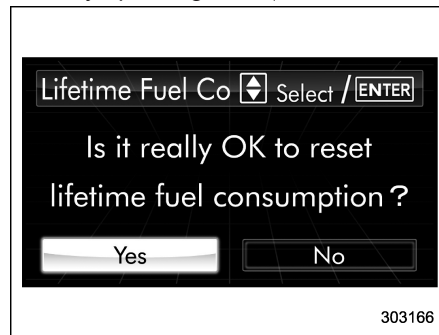 Lifetime Fuel Co Select / ENTER
Is it really OK to reset
lifetime fuel consumption ?
Yes No
303166